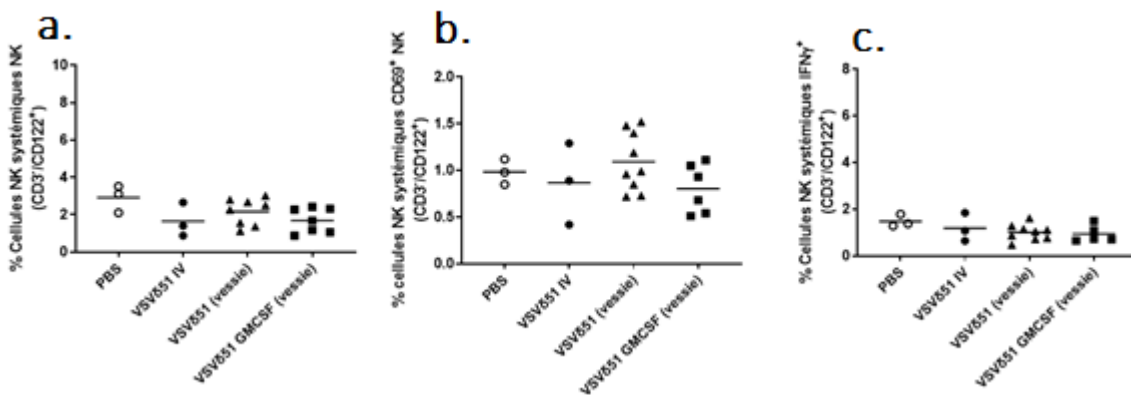 a.
% Cellules NK systémiques NK
(CD3⁻/CD122⁺)
10
8
6
4
2
0
PBS
VSVδ51 IV
VSVδ51 (vessie)
VSVδ51 GMCSF (vessie)
b.
% cellules NK systémiques CD69⁺ NK
(CD3⁻/CD122⁺)
2.0
1.5
1.0
0.5
0.0
PBS
VSVδ51 IV
VSVδ51 (vessie)
VSVδ51 GMCSF (vessie)
c.
% Cellules NK systémiques IFNγ⁺
(CD3⁻/CD122⁺)
8
6
4
2
0
PBS
VSVδ51 IV
VSVδ51 (vessie)
VSVδ51 GMCSF (vessie)